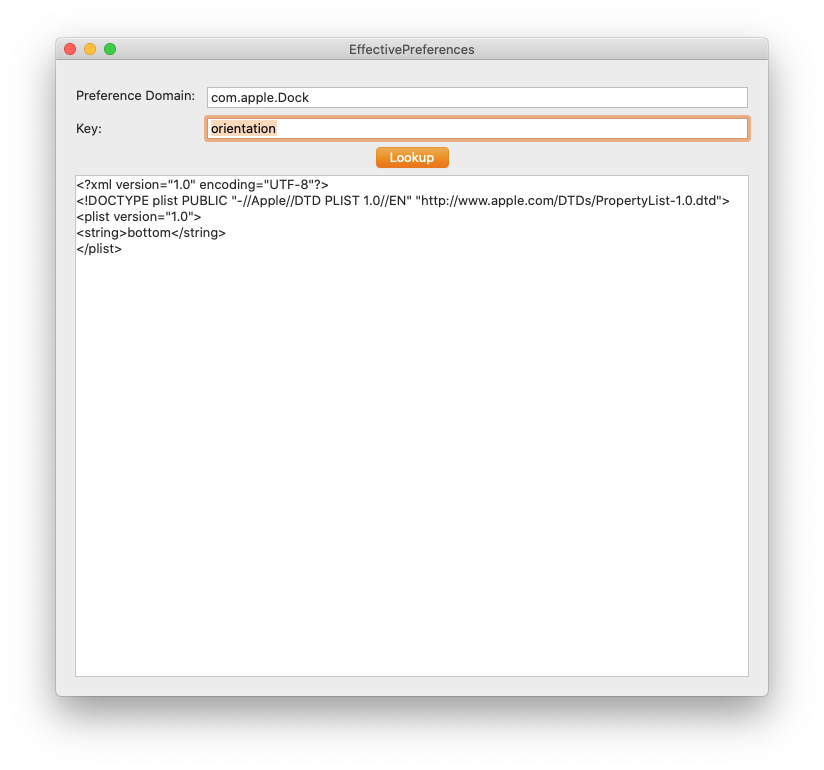 EffectivePreferences
Preference Domain: com.apple.Dock
Key: orientation
Lookup
<?xml version="1.0" encoding="UTF-8"?>
<!DOCTYPE plist PUBLIC "-//Apple//DTD PLIST 1.0//EN" "http://www.apple.com/DTDs/PropertyList-1.0.dtd">
<plist version="1.0">
<string>bottom</string>
</plist>